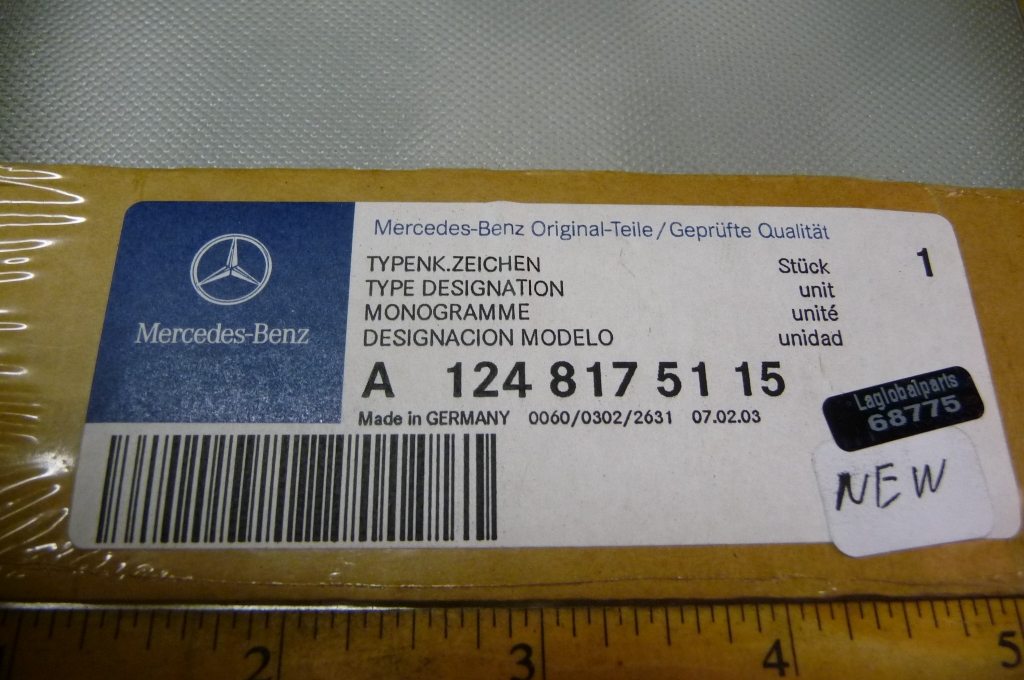 Mercedes-Benz
Mercedes-Benz Original-Teile/Geprüfte Qualität
TYPENK.ZEICHEN Stück 1
TYPE DESIGNATION unit
MONOGRAMME unité
DESIGNACION MODELO unidad
A 124 817 51 15
Made in GERMANY 0060/0302/2631 07.02.03
Laglobalparts
68775
NEW
2 3 4 5